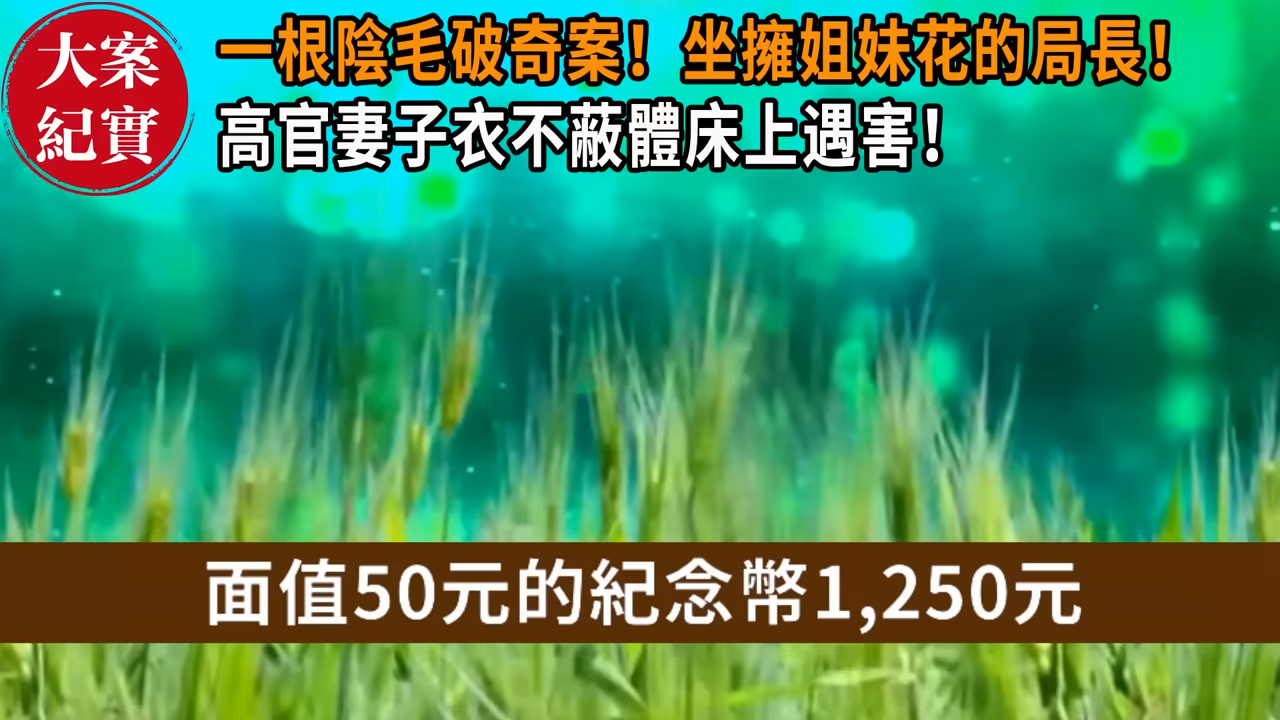 大案
紀實
一根陰毛破奇案！坐擁姐妹花的局長！
高官妻子衣不蔽體床上遇害！
面值50元的紀念幣1,250元